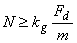 N ≥ k_g F_d / m